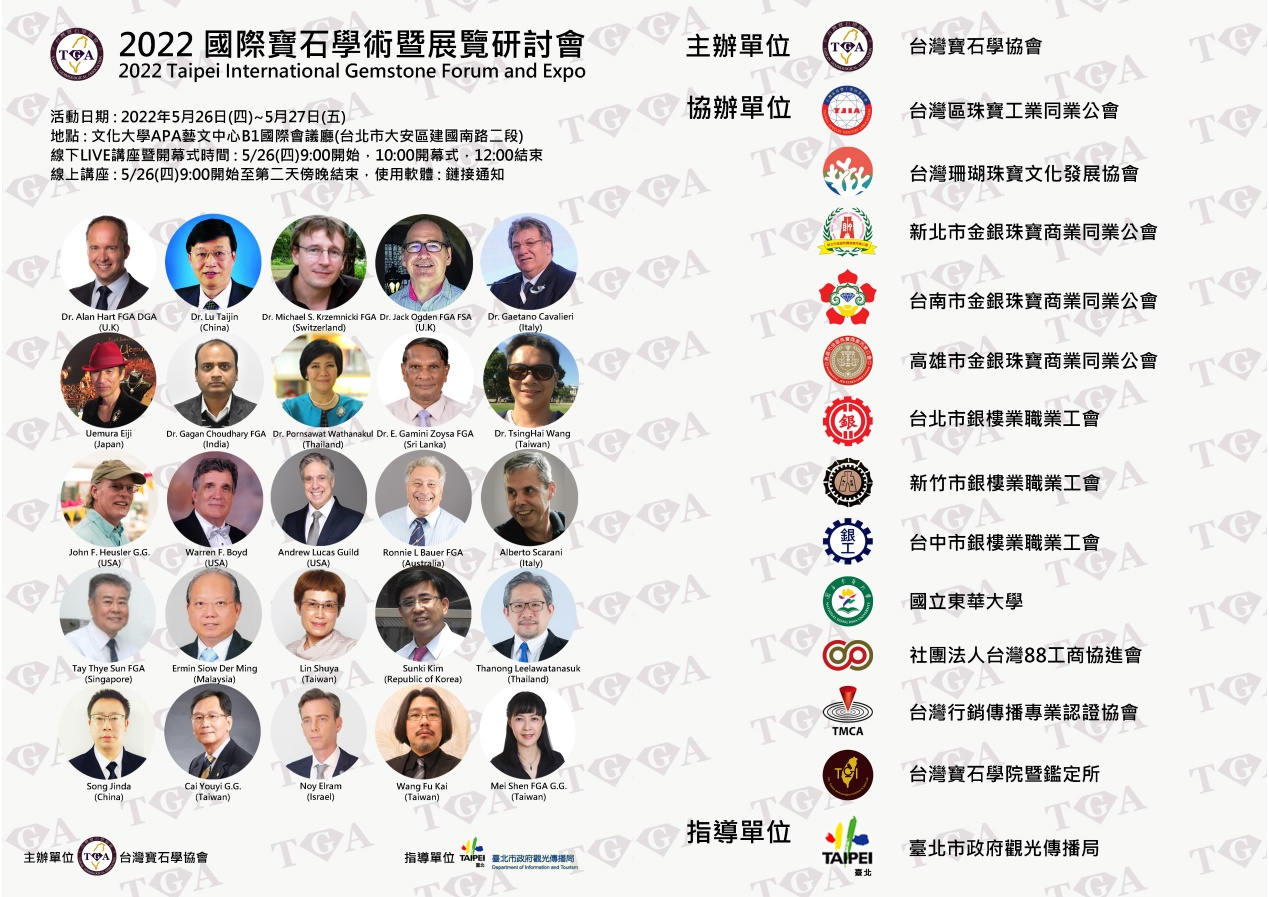 2022 國際寶石學術暨展覽研討會
2022 Taipei International Gemstone Forum and Expo
活動日期 : 2022年5月26日(四)~5月27日(五)
地點 : 文化大學APA藝文中心B1國際會議廳(台北市大安區建國南路二段)
線下LIVE講座暨開幕式時間 : 5/26(四)9:00開始，10:00開幕式，12:00結束
線上講座 : 5/26(四)9:00開始至第二天傍晚結束，使用軟體 : 鏈接通知
Dr. Alan Hart FGA DGA
(U.K)
Dr. Lu Taijin
(China)
Dr. Michael S. Krzemnicki FGA
(Switzerland)
Dr. Jack Ogden FGA FSA
(U.K)
Dr. Gaetano Cavalieri
(Italy)
Uemura Eiji
(Japan)
Dr. Gagan Choudhary FGA
(India)
Dr. Pornsawat Wathanakul
(Thailand)
Dr. E. Gamini Zoysa FGA
(Sri Lanka)
Dr. TsingHai Wang
(Taiwan)
John F. Heusler G.G.
(USA)
Warren F. Boyd
(USA)
Andrew Lucas Guild
(USA)
Ronnie L Bauer FGA
(Australia)
Alberto Scarani
(Italy)
Tay Thye Sun FGA
(Singapore)
Ermin Siow Der Ming
(Malaysia)
Lin Shuya
(Taiwan)
Sunki Kim
(Republic of Korea)
Thanong Leelawatanasuk
(Thailand)
Song Jinda
(China)
Cai Youyi G.G.
(Taiwan)
Noy Elram
(Israel)
Wang Fu Kai
(Taiwan)
Mei Shen FGA G.G.
(Taiwan)
主辦單位 TGA 台灣寶石學協會
指導單位 TAIPEI 臺北 臺北市政府觀光傳播局
Department of Information and Tourism
主辦單位 TGA 台灣寶石學協會
協辦單位 TJIA 台灣區珠寶工業同業公會
台灣珊瑚珠寶文化發展協會
新北市金銀珠寶商業同業公會
台南市金銀珠寶商業同業公會
高雄市金銀珠寶商業同業公會
銀 台北市銀樓業職業工會
新竹市銀樓業職業工會
銀工 台中市銀樓業職業工會
國立東華大學
社團法人台灣88工商協進會
TMCA 台灣行銷傳播專業認證協會
TGI 台灣寶石學院暨鑑定所
指導單位 TAIPEI 臺北 臺北市政府觀光傳播局